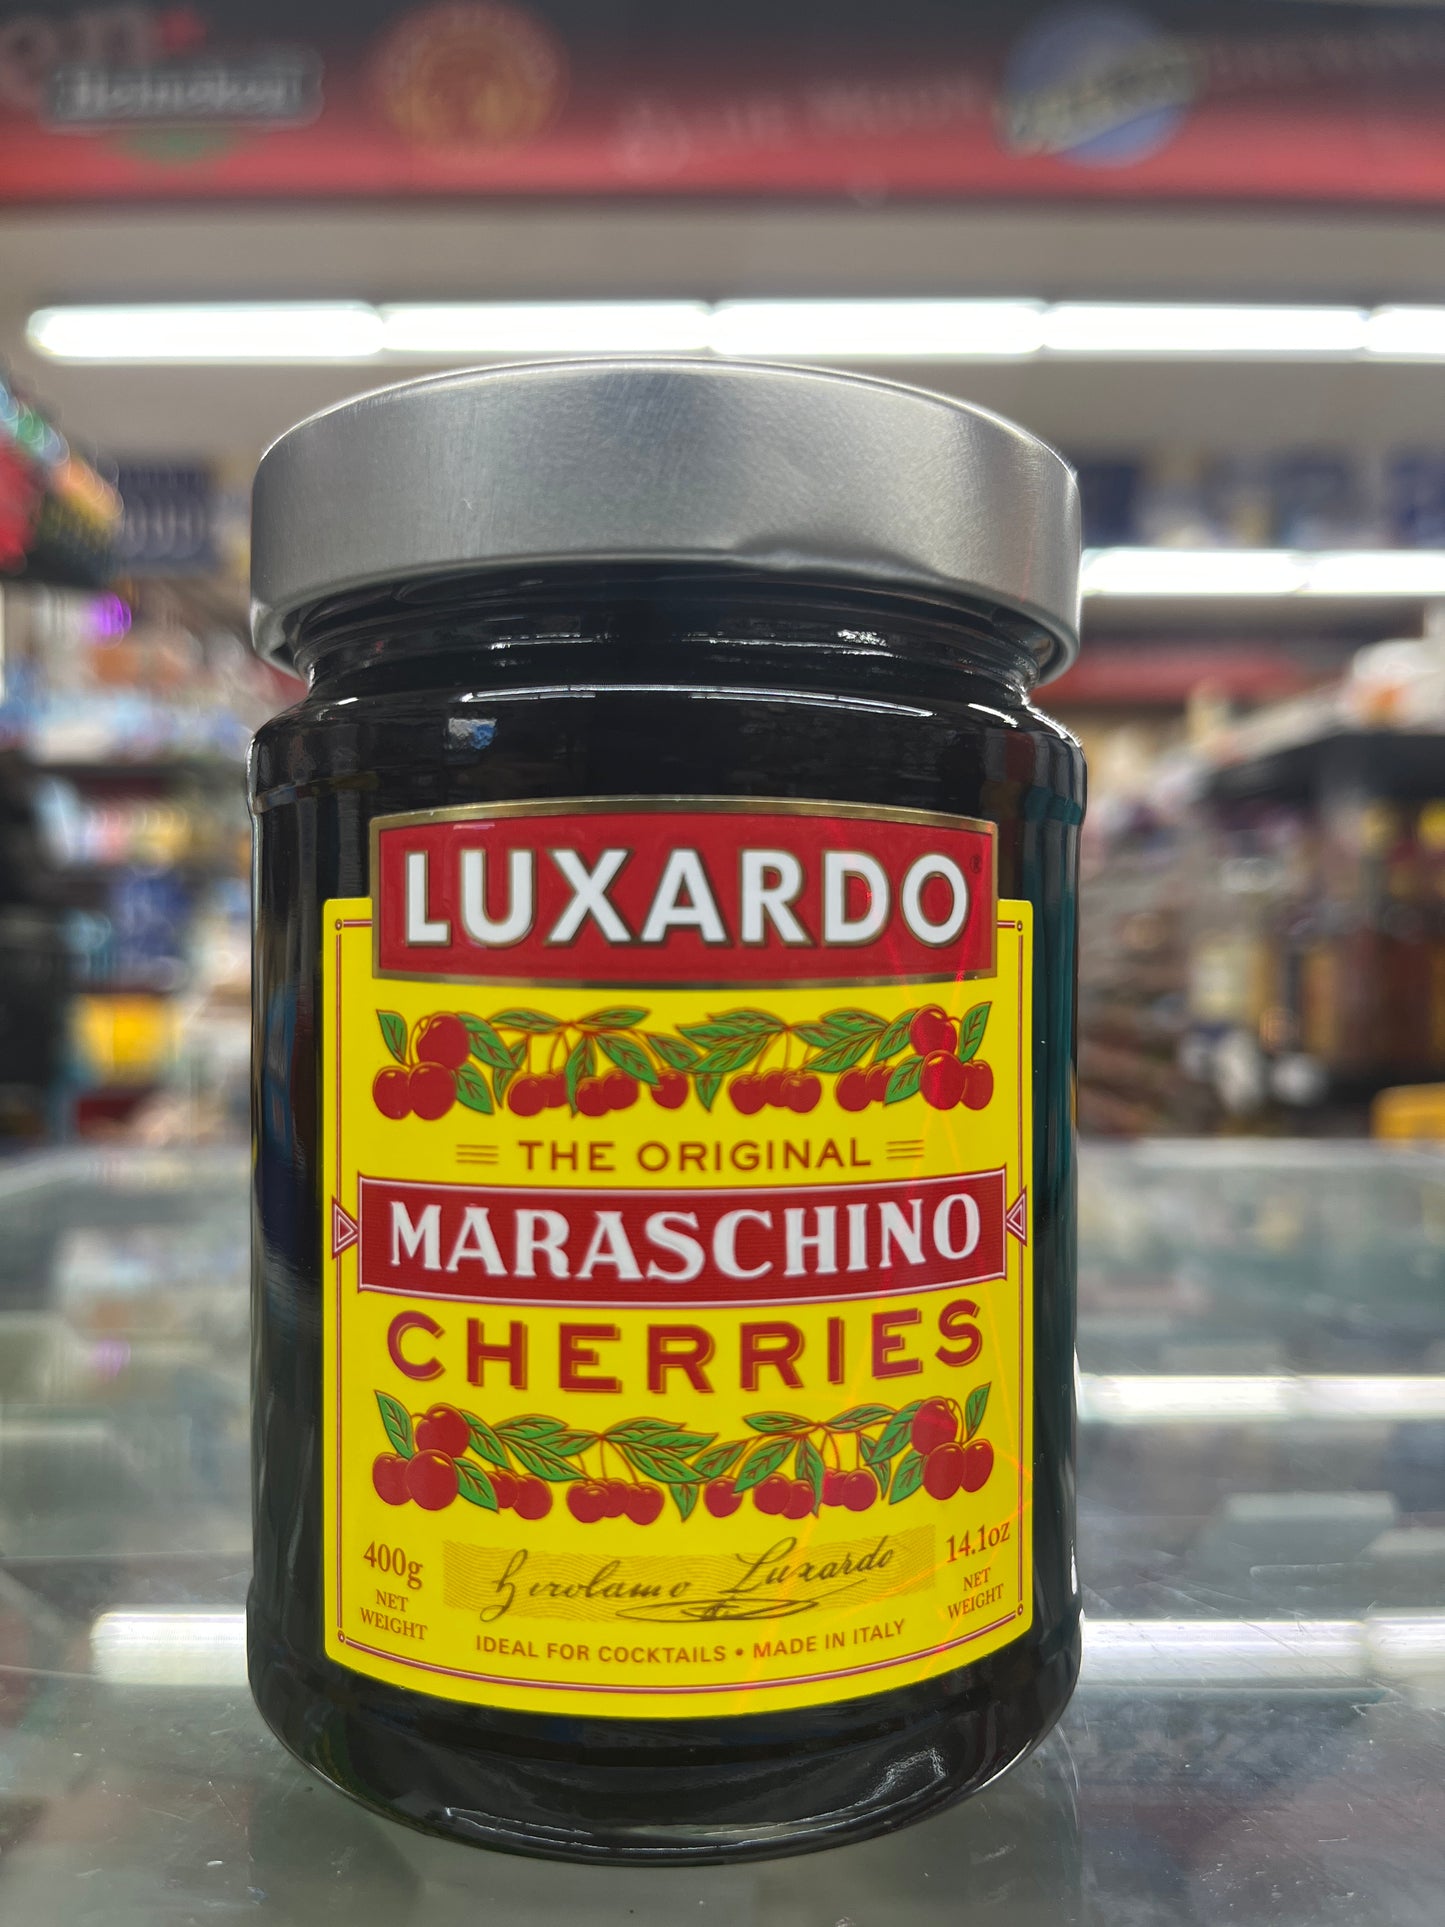 Heineken
LUXARDO®
THE ORIGINAL
MARASCHINO
CHERRIES
400g
NET
WEIGHT
Girolamo Luxardo
14.1oz
NET
WEIGHT
IDEAL FOR COCKTAILS • MADE IN ITALY